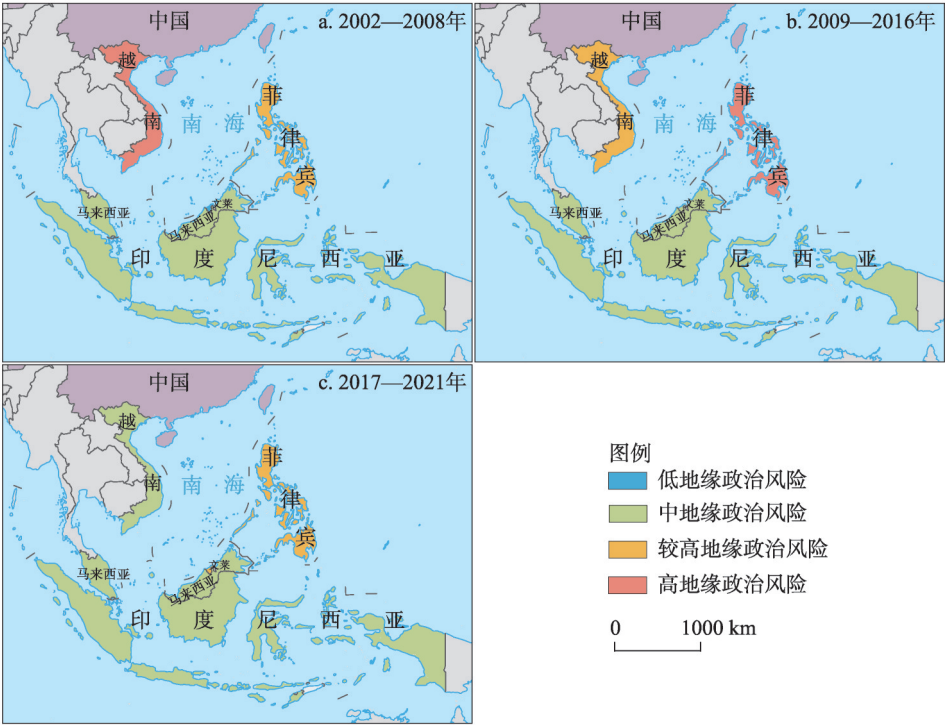 中国
a. 2002—2008年
越
南
南海
菲
律
宾
马来西亚
文莱
马来西亚
印度尼西亚
中国
b. 2009—2016年
越
南
南海
菲
律
宾
马来西亚
文莱
马来西亚
印度尼西亚
中国
c. 2017—2021年
越
南
南海
菲
律
宾
马来西亚
文莱
马来西亚
印度尼西亚
图例
低地缘政治风险
中地缘政治风险
较高地缘政治风险
高地缘政治风险
0 1000 km